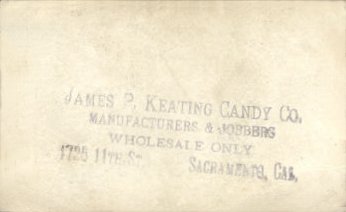 JAMES P. KEATING CANDY CO.
MANUFACTURERS & JOBBERS
WHOLESALE ONLY
1725 11TH ST
SACRAMENTO, CAL.